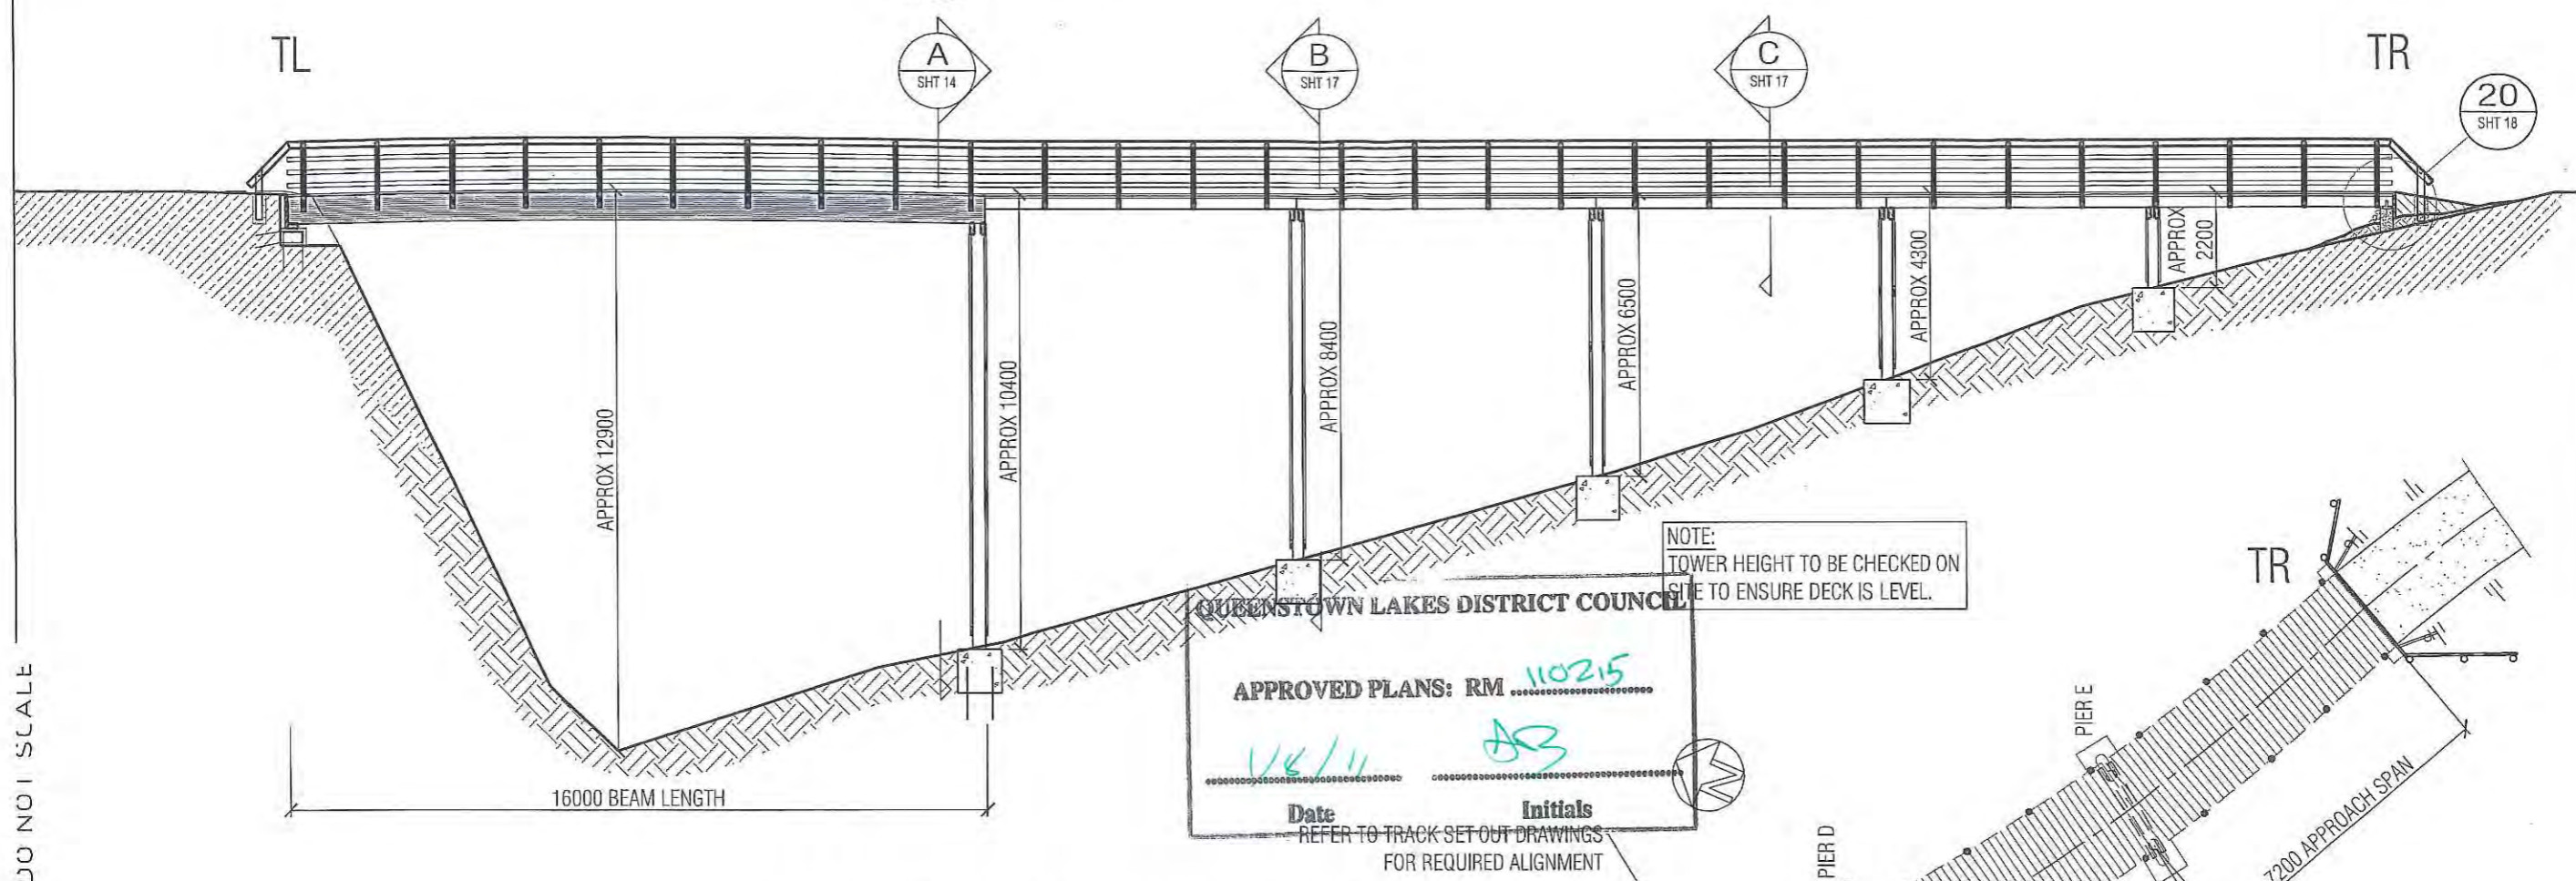 TL
A
SHT 14
B
SHT 17
C
SHT 17
TR
20
SHT 18
APPROX 12900
APPROX 10400
APPROX 8400
APPROX 6500
APPROX 4300
APPROX
2200
16000 BEAM LENGTH
NOTE:
TOWER HEIGHT TO BE CHECKED ON
SITE TO ENSURE DECK IS LEVEL.
QUEENSTOWN LAKES DISTRICT COUNCIL
APPROVED PLANS: RM 110215
1/8/11
Date
Initials
REFER TO TRACK SET OUT DRAWINGS
FOR REQUIRED ALIGNMENT
TR
PIER E
PIER D
7200 APPROACH SPAN
DO NOT SCALE